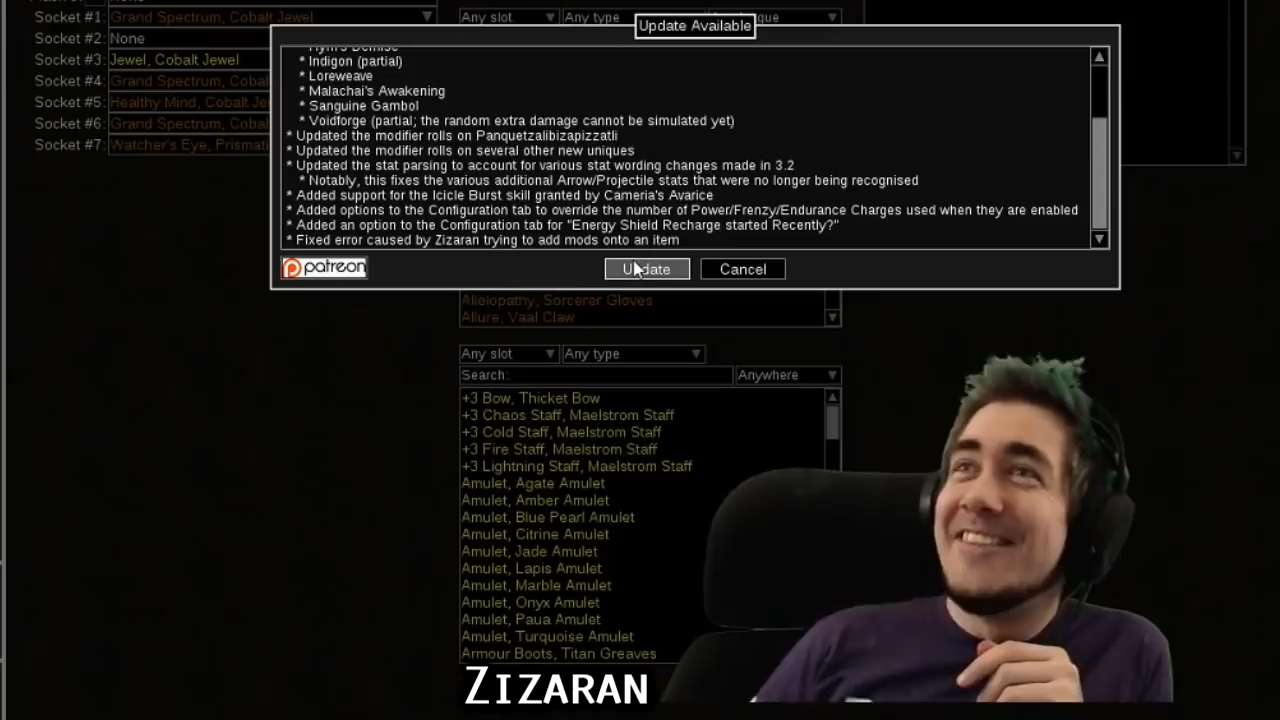 Socket #1: Grand Spectrum, Cobalt Jewel
Socket #2: None
Socket #3: Jewel, Cobalt Jewel
Socket #4: Grand Spectrum, Cobal
Socket #5: Healthy Mind, Cobalt Je
Socket #6: Grand Spectrum, Cobal
Socket #7: Watcher's Eye, Prismati
Any slot
Any type
Update Available
* Indigon (partial)
* Loreweave
* Malachai's Awakening
* Sanguine Gambol
* Voidforge (partial; the random extra damage cannot be simulated yet)
* Updated the modifier rolls on Panquetzalibizapizzatli
* Updated the modifier rolls on several other new uniques
* Updated the stat parsing to account for various stat wording changes made in 3.2
* Notably, this fixes the various additional Arrow/Projectile stats that were no longer being recognised
* Added support for the Icicle Burst skill granted by Cameria's Avarice
* Added options to the Configuration tab to override the number of Power/Frenzy/Endurance Charges used when they are enabled
* Added an option to the Configuration tab for "Energy Shield Recharge started Recently?"
* Fixed error caused by Zizaran trying to add mods onto an item
patreon
Update
Cancel
Allelopathy, Sorcerer Gloves
Allure, Vaal Claw
Any slot
Any type
Search:
Anywhere
+3 Bow, Thicket Bow
+3 Chaos Staff, Maelstrom Staff
+3 Cold Staff, Maelstrom Staff
+3 Fire Staff, Maelstrom Staff
+3 Lightning Staff, Maelstrom Staff
Amulet, Agate Amulet
Amulet, Amber Amulet
Amulet, Blue Pearl Amulet
Amulet, Citrine Amulet
Amulet, Jade Amulet
Amulet, Lapis Amulet
Amulet, Marble Amulet
Amulet, Onyx Amulet
Amulet, Paua Amulet
Amulet, Turquoise Amulet
Armour Boots, Titan Greaves
ZIZARAN